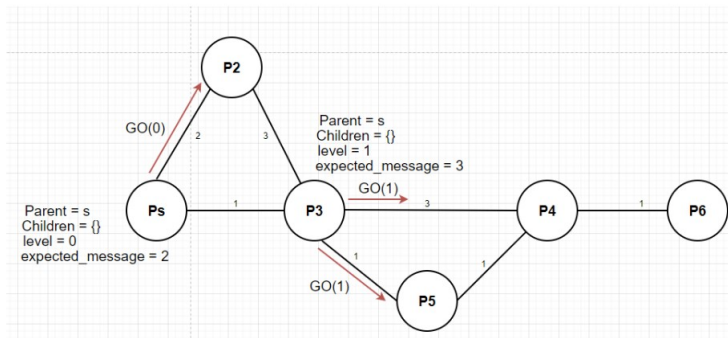 P2
GO(0)
2
3
Parent = s
Children = {}
level = 1
expected_message = 3
GO(1)
Parent = s
Children = {}
level = 0
expected_message = 2
Ps
1
P3
3
P4
1
P6
1
GO(1)
1
P5